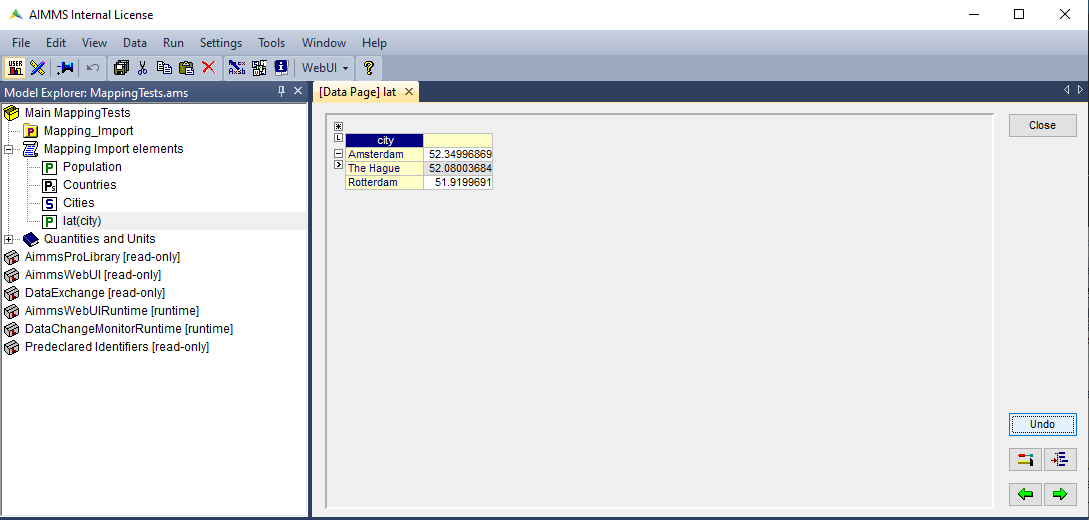 AIMMS Internal License
File Edit View Data Run Settings Tools Window Help
USER WebUI ?
Model Explorer: MappingTests.ams
[Data Page] lat
Main MappingTests
Mapping_Import
Mapping Import elements
Population
Countries
Cities
lat(city)
Quantities and Units
AimmsProLibrary [read-only]
AimmsWebUI [read-only]
DataExchange [read-only]
AimmsWebUIRuntime [runtime]
DataChangeMonitorRuntime [runtime]
Predeclared Identifiers [read-only]
city
Amsterdam 52.34996869
The Hague 52.08003684
Rotterdam 51.9199691
Close
Undo